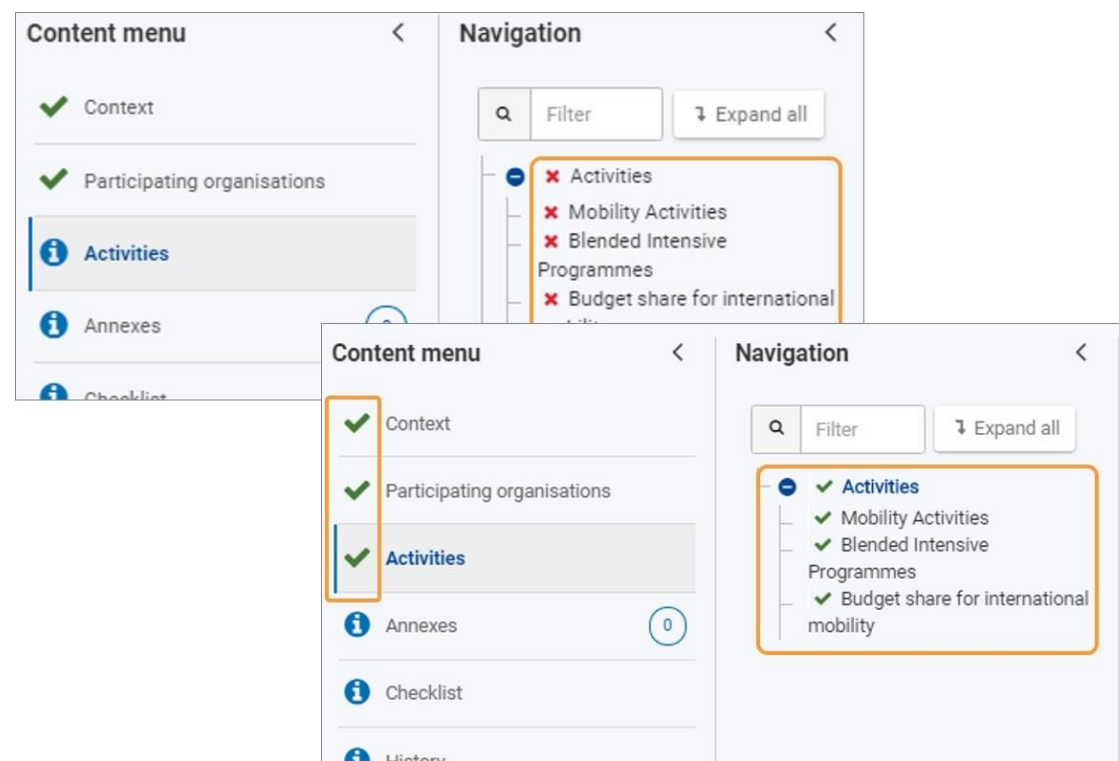 Content menu
Context
Participating organisations
Activities
Annexes
Checklist
Navigation
Filter
Expand all
Activities
Mobility Activities
Blended Intensive
Programmes
Budget share for international
Content menu
Context
Participating organisations
Activities
Annexes
0
Checklist
History
Navigation
Filter
Expand all
Activities
Mobility Activities
Blended Intensive
Programmes
Budget share for international
mobility